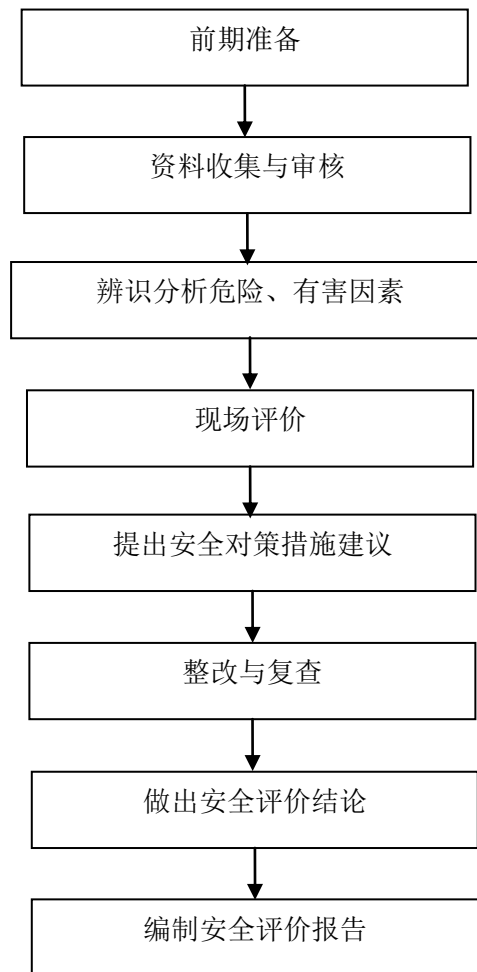 前期准备
资料收集与审核
辨识分析危险、有害因素
现场评价
提出安全对策措施建议
整改与复查
做出安全评价结论
编制安全评价报告